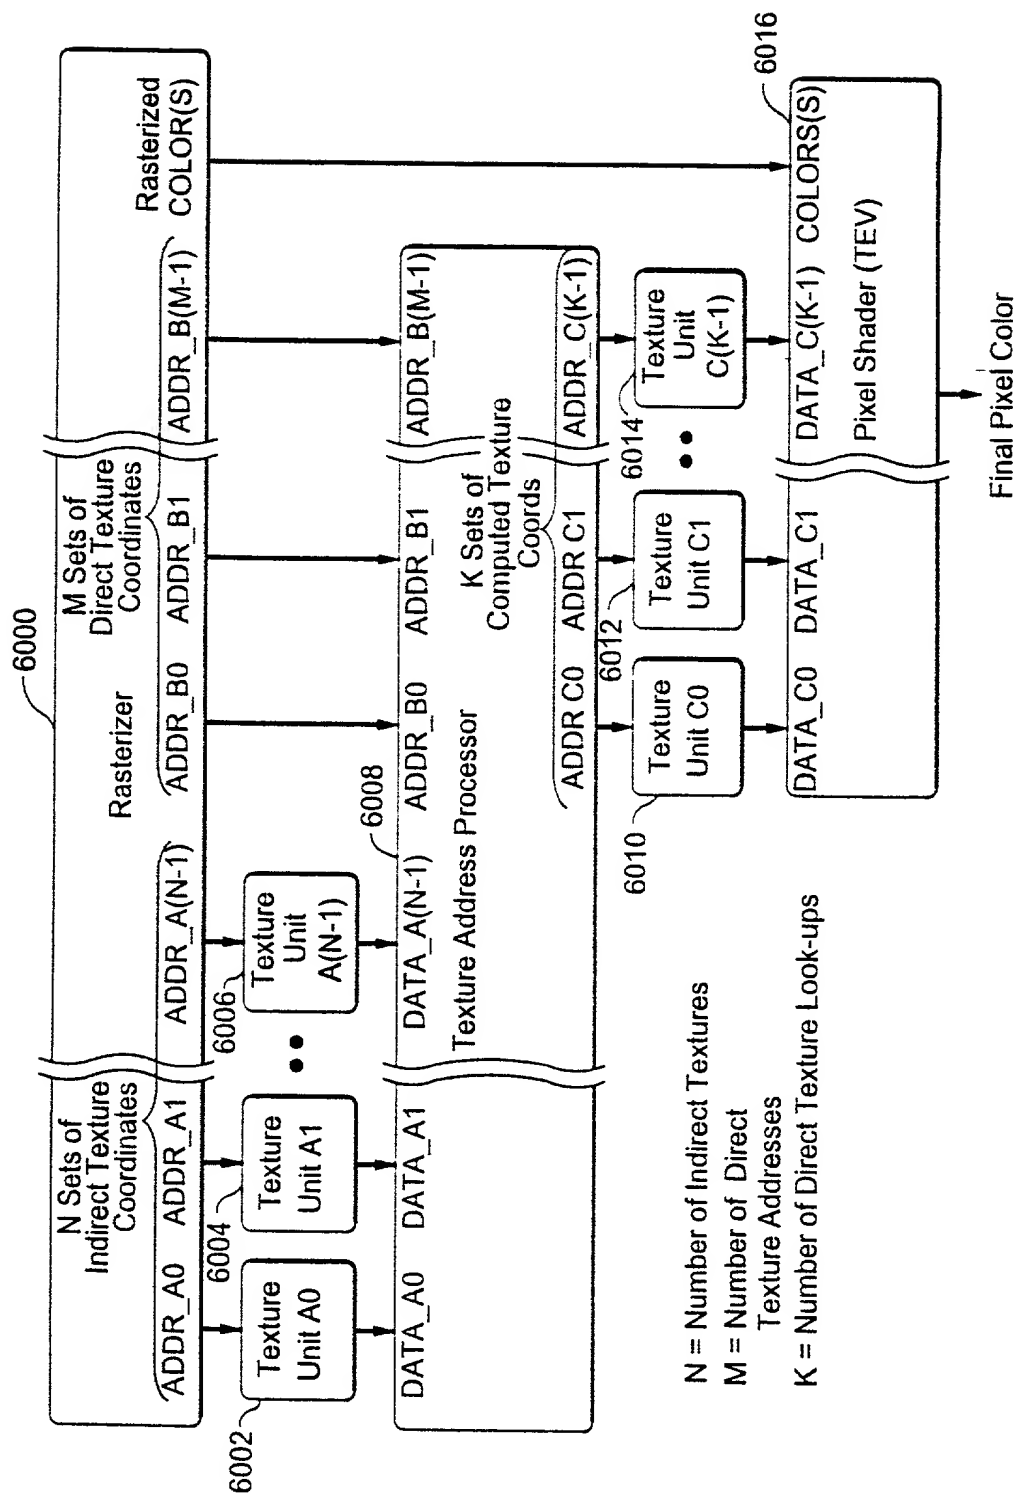 6000
N Sets of
Indirect Texture
Coordinates
Rasterizer
M Sets of
Direct Texture
Coordinates
Rasterized
COLOR(S)
ADDR_A0
ADDR_A1
ADDR_A(N-1)
ADDR_B0
ADDR_B1
ADDR_B(M-1)
6002
Texture
Unit A0
6004
Texture
Unit A1
6006
Texture
Unit
A(N-1)
6008
DATA_A0
DATA_A1
DATA_A(N-1)
ADDR_B0
ADDR_B1
ADDR_B(M-1)
Texture Address Processor
K Sets of
Computed Texture
Coords
ADDR C0
ADDR C1
ADDR_C(K-1)
6010
Texture
Unit C0
6012
Texture
Unit C1
6014
Texture
Unit
C(K-1)
6016
DATA_C0
DATA_C1
DATA_C(K-1)
COLORS(S)
Pixel Shader (TEV)
Final Pixel Color
N = Number of Indirect Textures
M = Number of Direct
Texture Addresses
K = Number of Direct Texture Look-ups